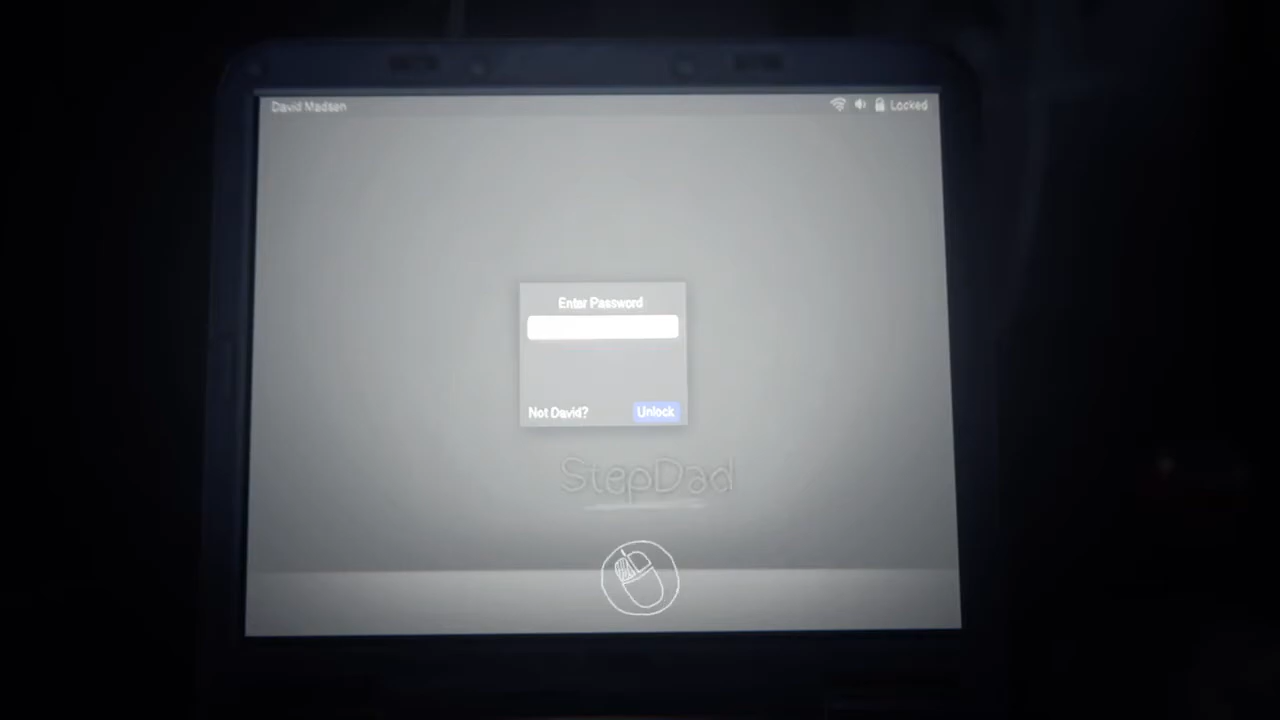 David Madsen
Locked
Enter Password
Not David?
Unlock
StepDad